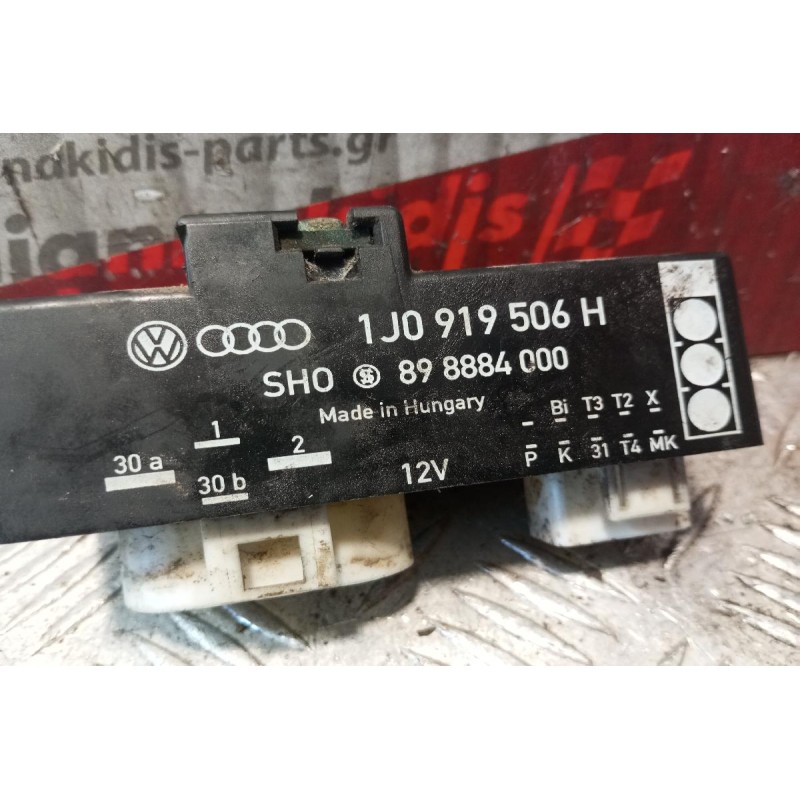 nakidis-parts.gr
1J0 919 506 H
SHO 89 8884 000
Made in Hungary
- Bi T3 T2 X
P K 31 T4 MK
1
30 a 2
30 b
12V